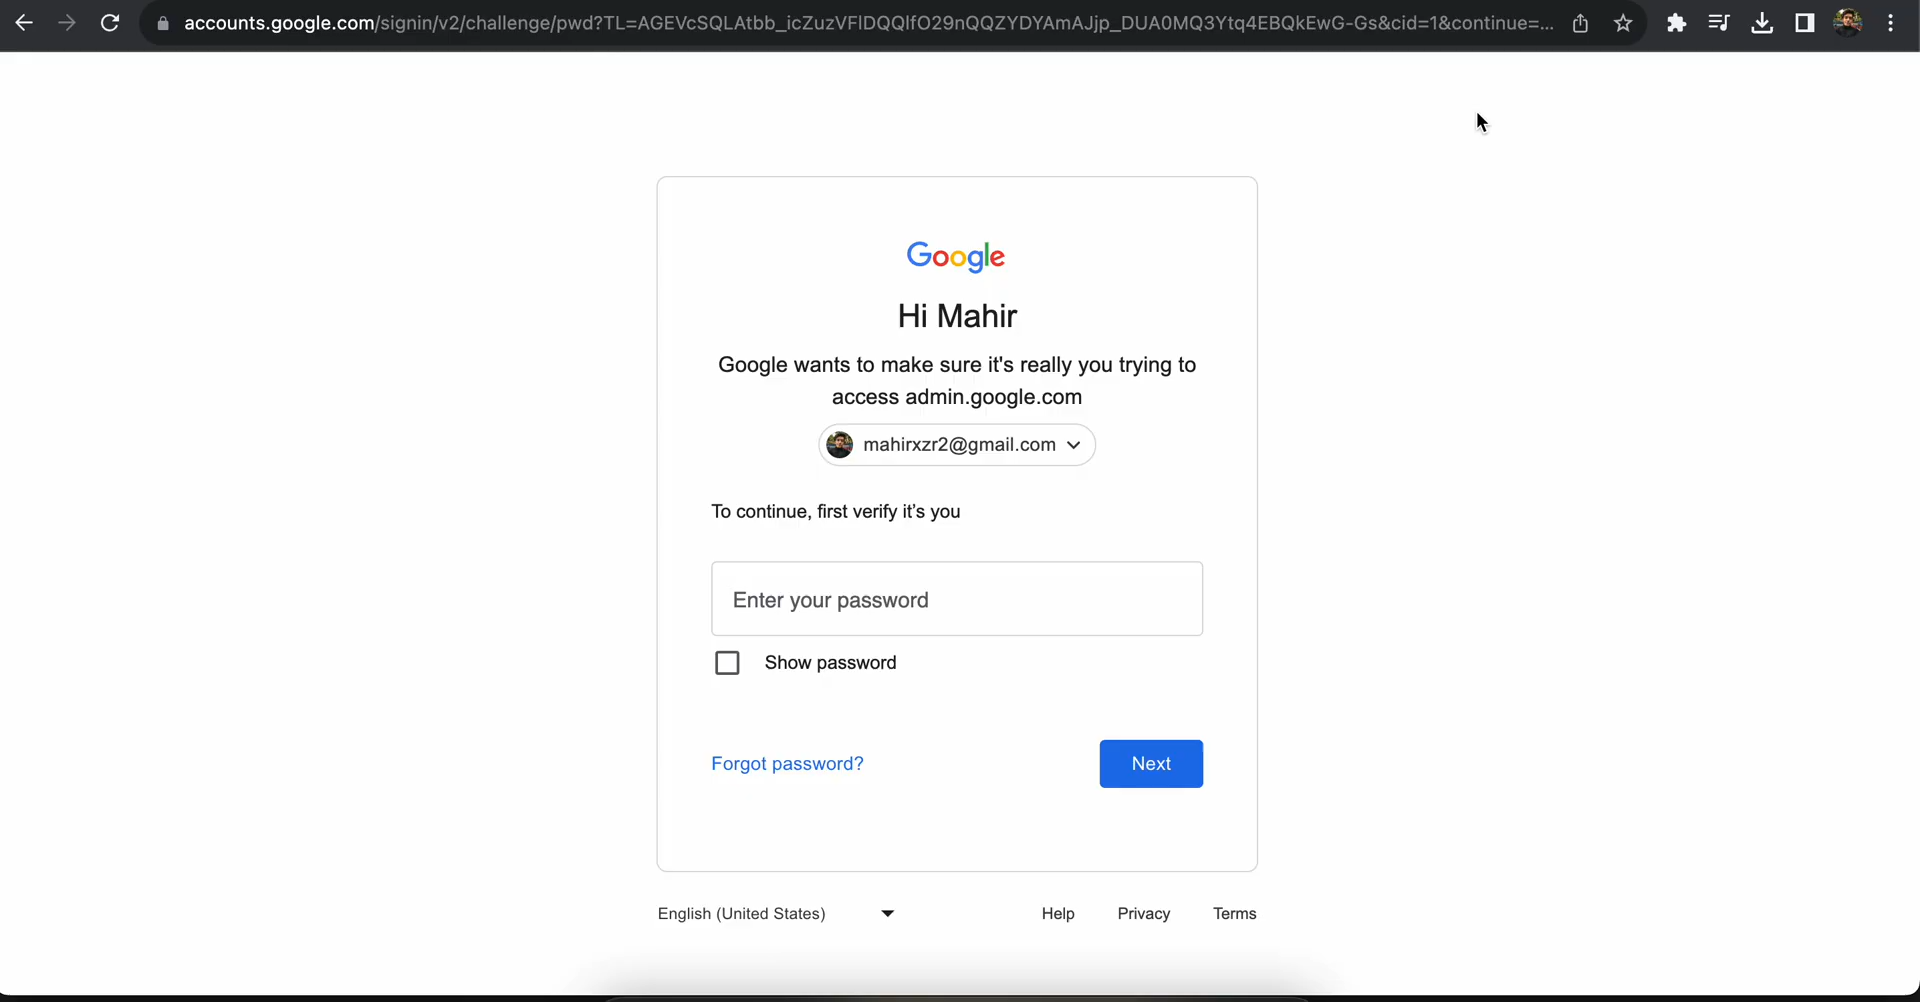 accounts.google.com/signin/v2/challenge/pwd?TL=AGEVcSQLAtbb_icZuzVFlDQQlfO29nQQZYDYAmAJjp_DUA0MQ3Ytq4EBQkEwG-Gs&cid=1&continue=...
Google
Hi Mahir
Google wants to make sure it's really you trying to
access admin.google.com
mahirxzr2@gmail.com
To continue, first verify it’s you
Enter your password
Show password
Forgot password?
Next
English (United States)
Help
Privacy
Terms